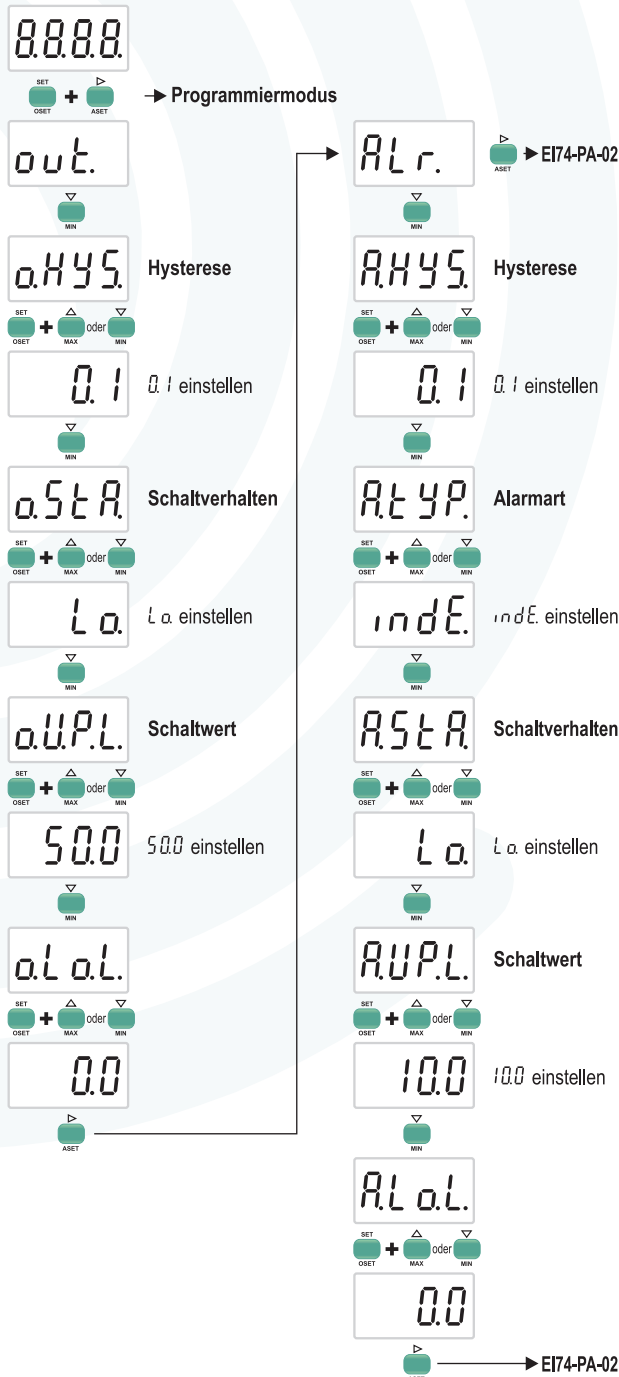 8.8.8.8.
SET ▷
+ → Programmiermodus
OSET ASET
out.
▽
MIN
o.HYS. Hysterese
SET △ ▽
+ oder
OSET MAX MIN
0.1 0.1 einstellen
▽
MIN
o.StA. Schaltverhalten
SET △ ▽
+ oder
OSET MAX MIN
Lo. Lo. einstellen
▽
MIN
o.U.P.L. Schaltwert
SET △ ▽
+ oder
OSET MAX MIN
50.0 50.0 einstellen
▽
MIN
o.Lo.L.
SET △ ▽
+ oder
OSET MAX MIN
0.0
▷
ASET
ALr. ▷ → EI74-PA-02
ASET
▽
MIN
A.HYS. Hysterese
SET △ ▽
+ oder
OSET MAX MIN
0.1 0.1 einstellen
▽
MIN
A.tYP. Alarmart
SET △ ▽
+ oder
OSET MAX MIN
indE. indE. einstellen
▽
MIN
A.StA. Schaltverhalten
SET △ ▽
+ oder
OSET MAX MIN
Lo. Lo. einstellen
▽
MIN
A.UP.L. Schaltwert
SET △ ▽
+ oder
OSET MAX MIN
10.0 10.0 einstellen
▽
MIN
A.Lo.L.
SET △ ▽
+ oder
OSET MAX MIN
0.0
▷
→ EI74-PA-02
ASET